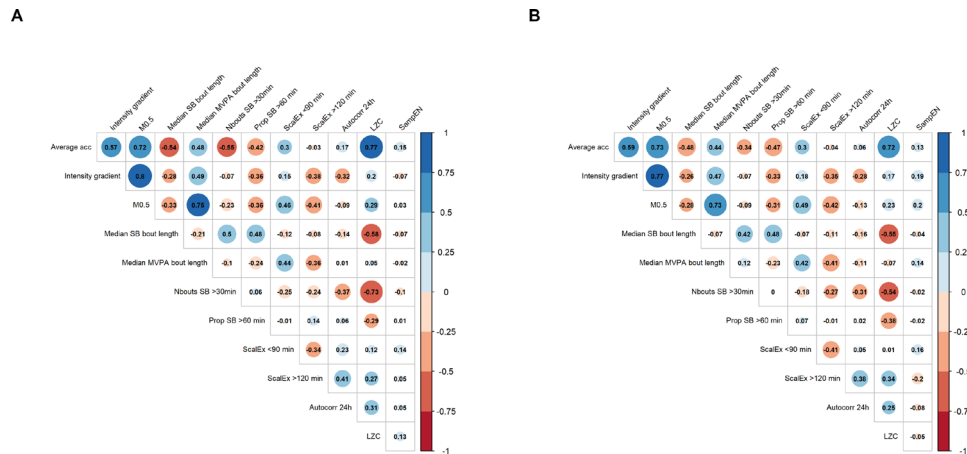 A
Intensity gradient
M0.5
Median SB bout length
Median MVPA bout length
Nbouts SB >30min
Prop SB >60 min
ScalEx <90 min
ScalEx >120 min
Autocorr 24h
LZC
SampEN
Average acc 0.57 0.72 -0.54 0.48 -0.55 -0.42 0.3 -0.03 0.17 0.77 0.15
Intensity gradient 0.8 -0.28 0.49 -0.07 -0.36 0.15 -0.38 -0.32 0.2 -0.07
M0.5 -0.33 0.75 -0.23 -0.36 0.45 -0.41 -0.09 0.29 0.03
Median SB bout length -0.21 0.5 0.48 -0.12 -0.08 -0.14 -0.58 -0.07
Median MVPA bout length -0.1 -0.24 0.44 -0.36 0.01 0.05 -0.02
Nbouts SB >30min 0.06 -0.25 -0.24 -0.37 -0.73 -0.1
Prop SB >60 min -0.01 0.14 0.06 -0.29 0.01
ScalEx <90 min -0.34 0.23 0.12 0.14
ScalEx >120 min 0.41 0.27 0.05
Autocorr 24h 0.31 0.05
LZC 0.13
1
0.75
0.5
0.25
0
-0.25
-0.5
-0.75
-1
B
Intensity gradient
M0.5
Median SB bout length
Median MVPA bout length
Nbouts SB >30min
Prop SB >60 min
ScalEx <90 min
ScalEx >120 min
Autocorr 24h
LZC
SampEN
Average acc 0.59 0.73 -0.48 0.44 -0.34 -0.47 0.3 -0.04 0.06 0.72 0.13
Intensity gradient 0.77 -0.26 0.47 -0.07 -0.33 0.18 -0.35 -0.28 0.17 0.19
M0.5 -0.28 0.73 -0.09 -0.31 0.49 -0.42 -0.13 0.23 0.2
Median SB bout length -0.07 0.42 0.48 -0.07 -0.11 -0.16 -0.55 -0.04
Median MVPA bout length 0.12 -0.23 0.42 -0.41 -0.11 -0.07 0.14
Nbouts SB >30min 0 -0.18 -0.27 -0.31 -0.54 -0.02
Prop SB >60 min 0.07 -0.01 0.02 -0.38 -0.02
ScalEx <90 min -0.41 0.05 0.01 0.16
ScalEx >120 min 0.38 0.34 -0.2
Autocorr 24h 0.25 -0.08
LZC -0.05
1
0.75
0.5
0.25
0
-0.25
-0.5
-0.75
-1